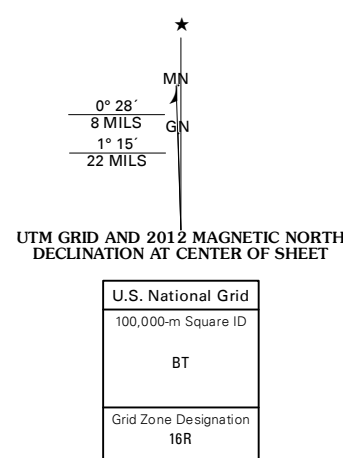 MN
0° 28´
8 MILS
GN
1° 15´
22 MILS
UTM GRID AND 2012 MAGNETIC NORTH
DECLINATION AT CENTER OF SHEET
U.S. National Grid
100,000-m Square ID
BT
Grid Zone Designation
16R